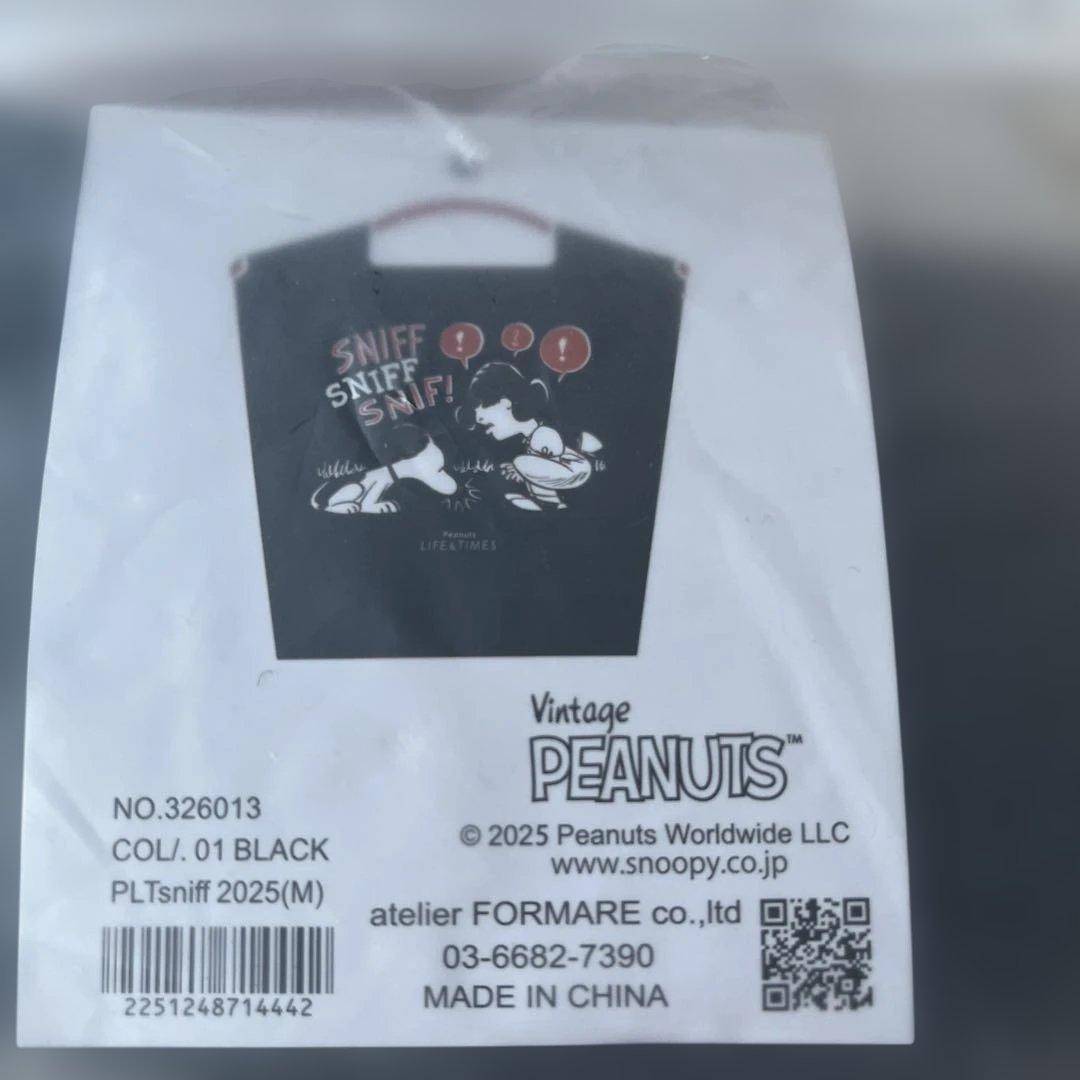 SNIFF
SNIFF
SNIF!
! ! !
Peanuts
LIFE&TIMES
Vintage
PEANUTS™
NO.326013
COL/. 01 BLACK
PLTsniff 2025(M)
2251248714442
© 2025 Peanuts Worldwide LLC
www.snoopy.co.jp
atelier FORMARE co.,ltd
03-6682-7390
MADE IN CHINA